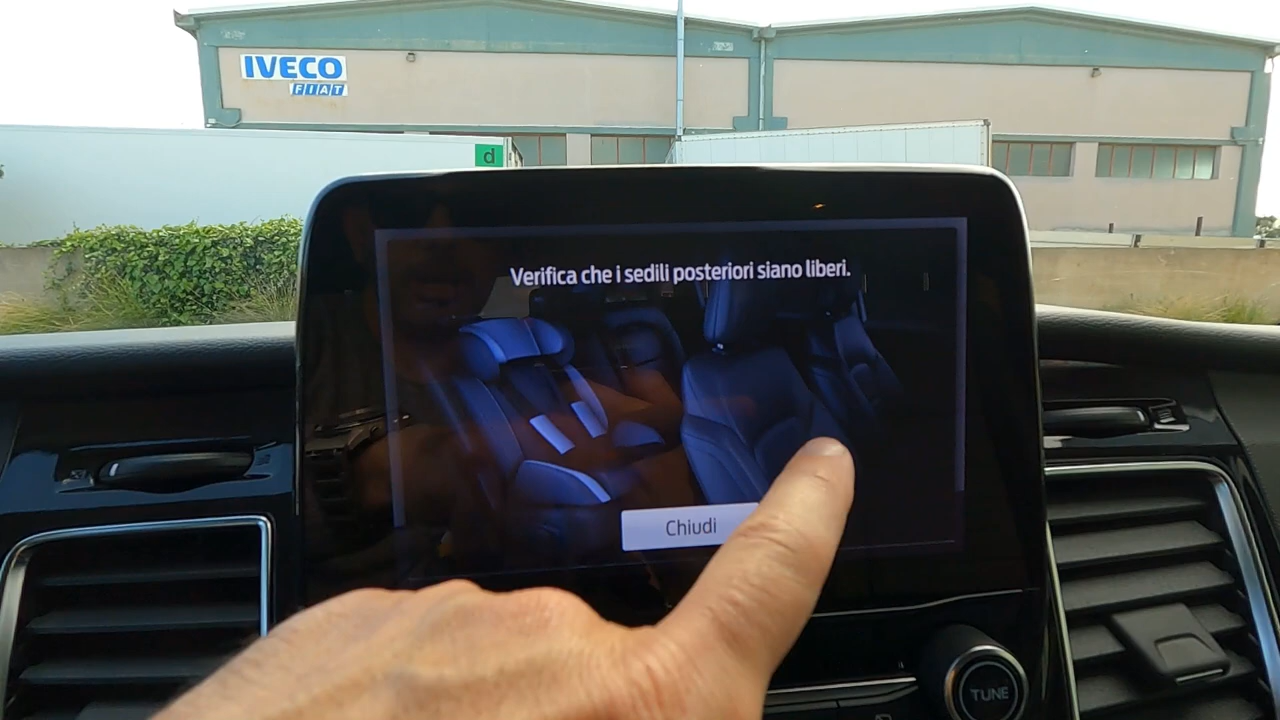 IVECO
FIAT
d
Verifica che i sedili posteriori siano liberi.
Chiudi
TUNE